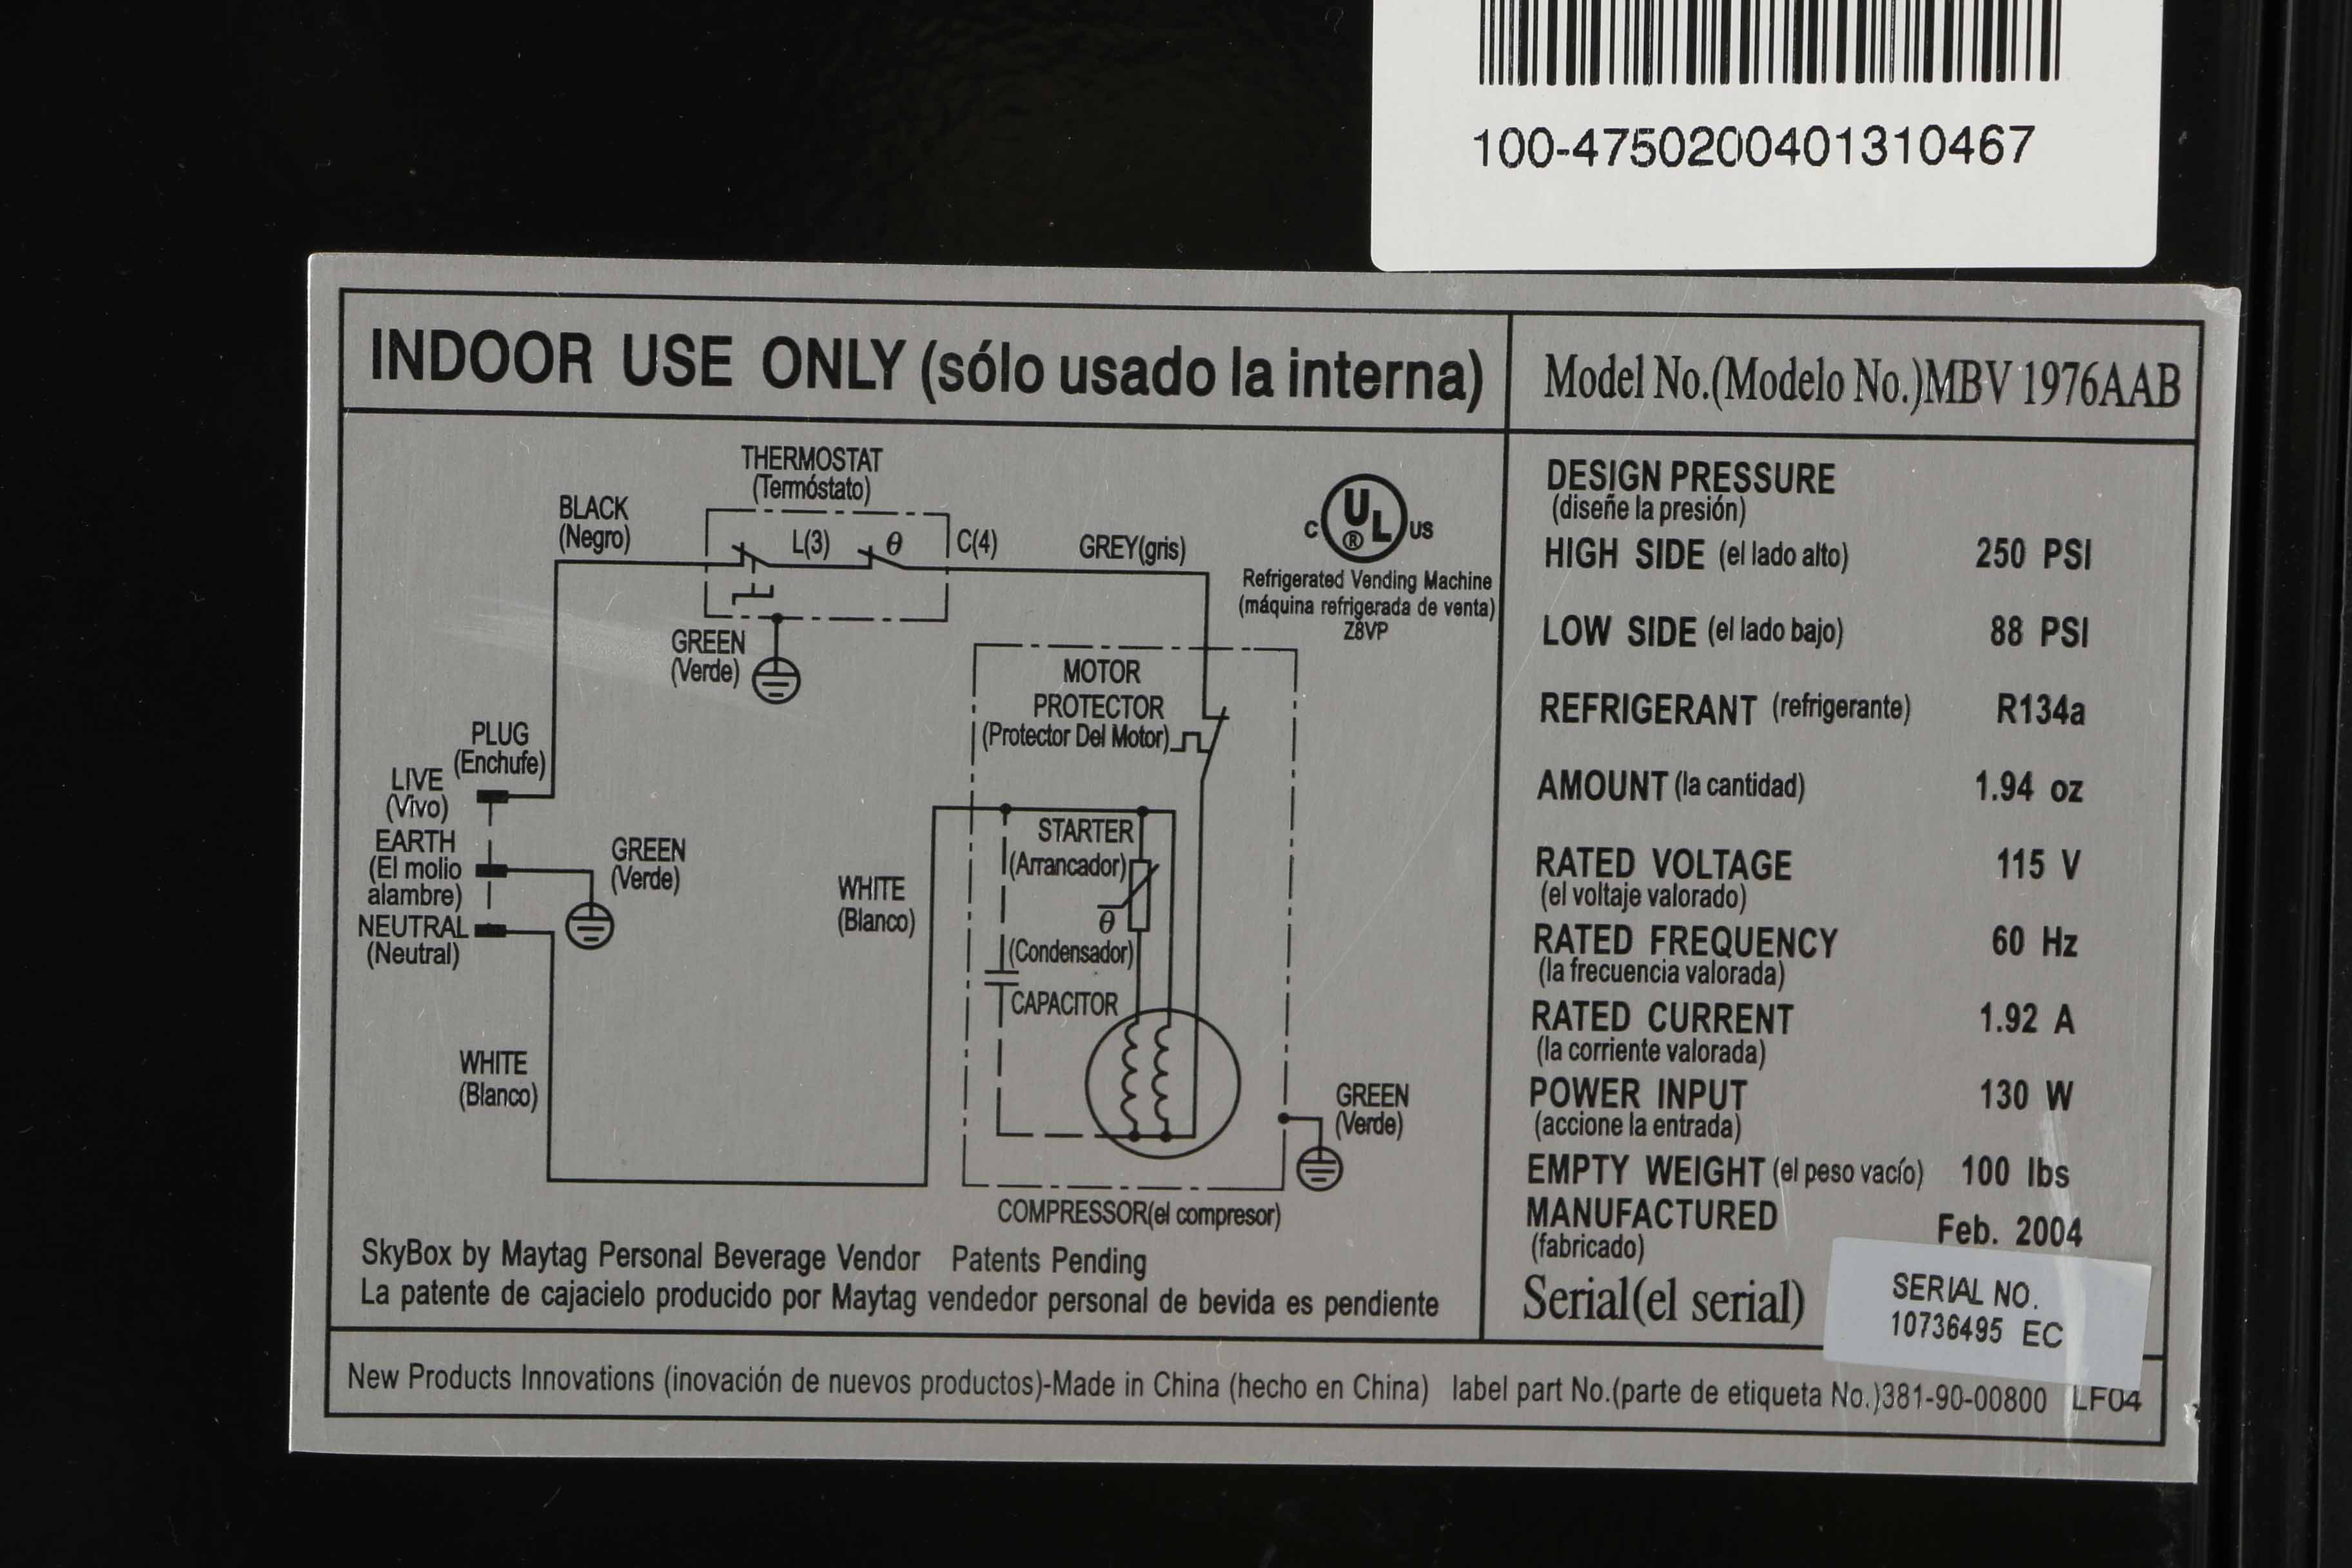 100-4750200401310467
INDOOR USE ONLY (sólo usado la interna)
Model No.(Modelo No.)MBV 1976AAB
THERMOSTAT
(Termóstato)
BLACK
(Negro)
L(3)
θ
C(4)
GREY(gris)
C UL ® US
Refrigerated Vending Machine
(máquina refrigerada de venta)
Z8VP
GREEN
(Verde)
MOTOR
PROTECTOR
(Protector Del Motor)
PLUG
(Enchufe)
LIVE
(Vivo)
EARTH
(El molio
alambre)
NEUTRAL
(Neutral)
GREEN
(Verde)
WHITE
(Blanco)
STARTER
(Arrancador)
θ
(Condensador)
CAPACITOR
WHITE
(Blanco)
GREEN
(Verde)
COMPRESSOR(el compresor)
SkyBox by Maytag Personal Beverage Vendor Patents Pending
La patente de cajacielo producido por Maytag vendedor personal de bevida es pendiente
DESIGN PRESSURE
(diseñe la presión)
HIGH SIDE (el lado alto) 250 PSI
LOW SIDE (el lado bajo) 88 PSI
REFRIGERANT (refrigerante) R134a
AMOUNT (la cantidad) 1.94 oz
RATED VOLTAGE 115 V
(el voltaje valorado)
RATED FREQUENCY 60 Hz
(la frecuencia valorada)
RATED CURRENT 1.92 A
(la corriente valorada)
POWER INPUT 130 W
(accione la entrada)
EMPTY WEIGHT (el peso vacío) 100 lbs
MANUFACTURED Feb. 2004
(fabricado)
Serial(el serial)
SERIAL NO.
10736495 EC
New Products Innovations (inovación de nuevos productos)-Made in China (hecho en China) label part No.(parte de etiqueta No.)381-90-00800 LF04